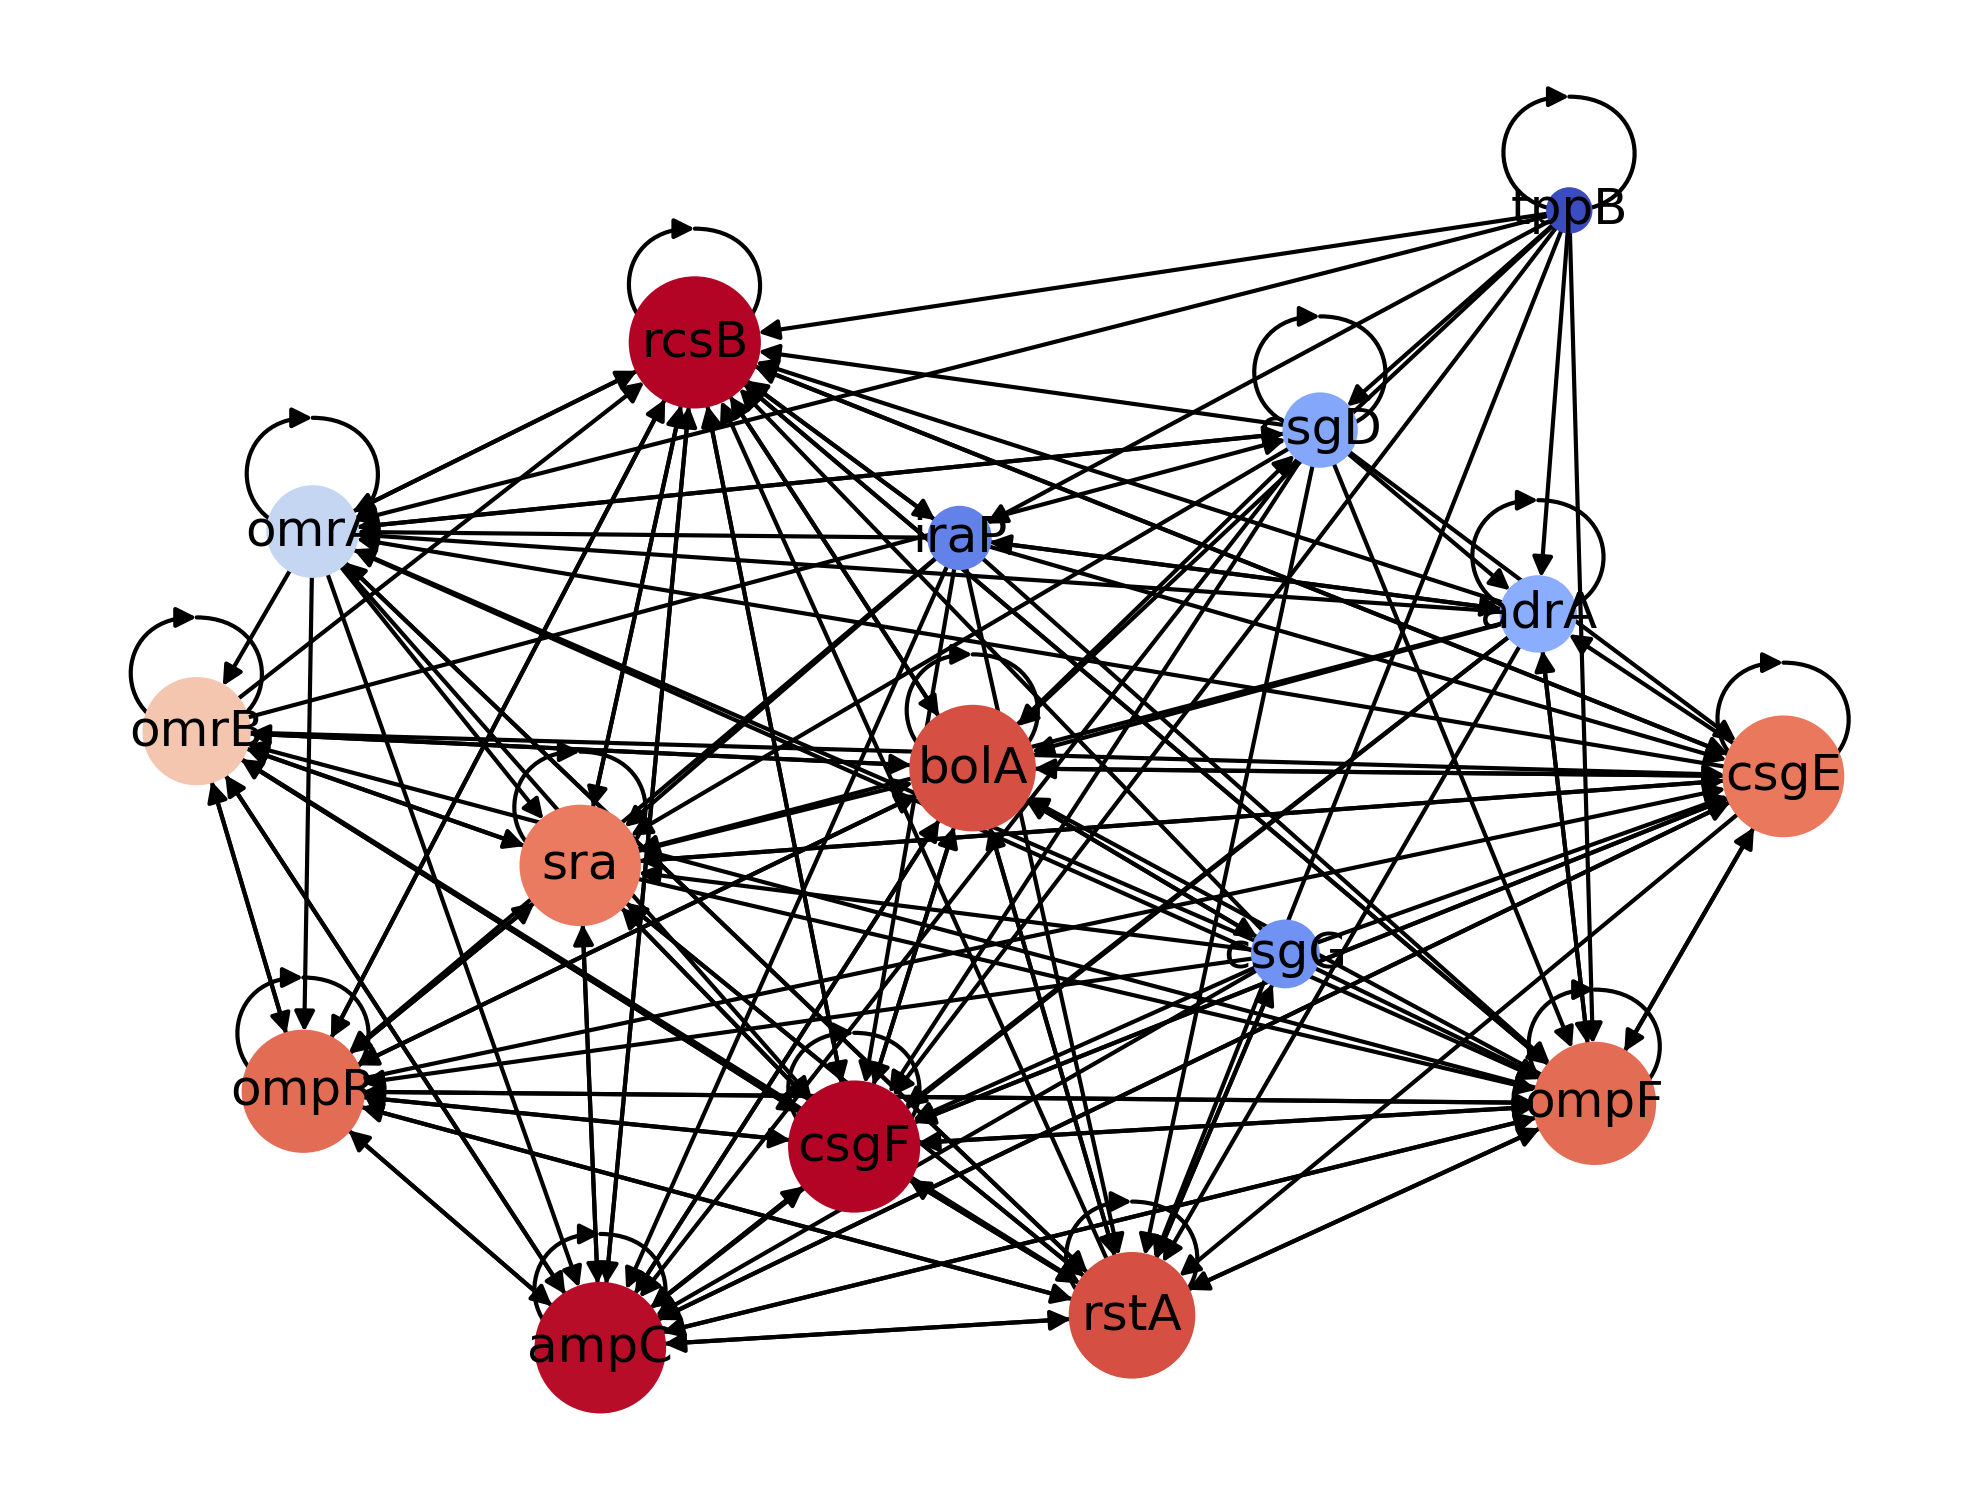 tppB
rcsB
csgD
omrA
iraP
adrA
omrB
bolA
csgE
sra
csgG
ompR
ompF
csgF
rstA
ampC